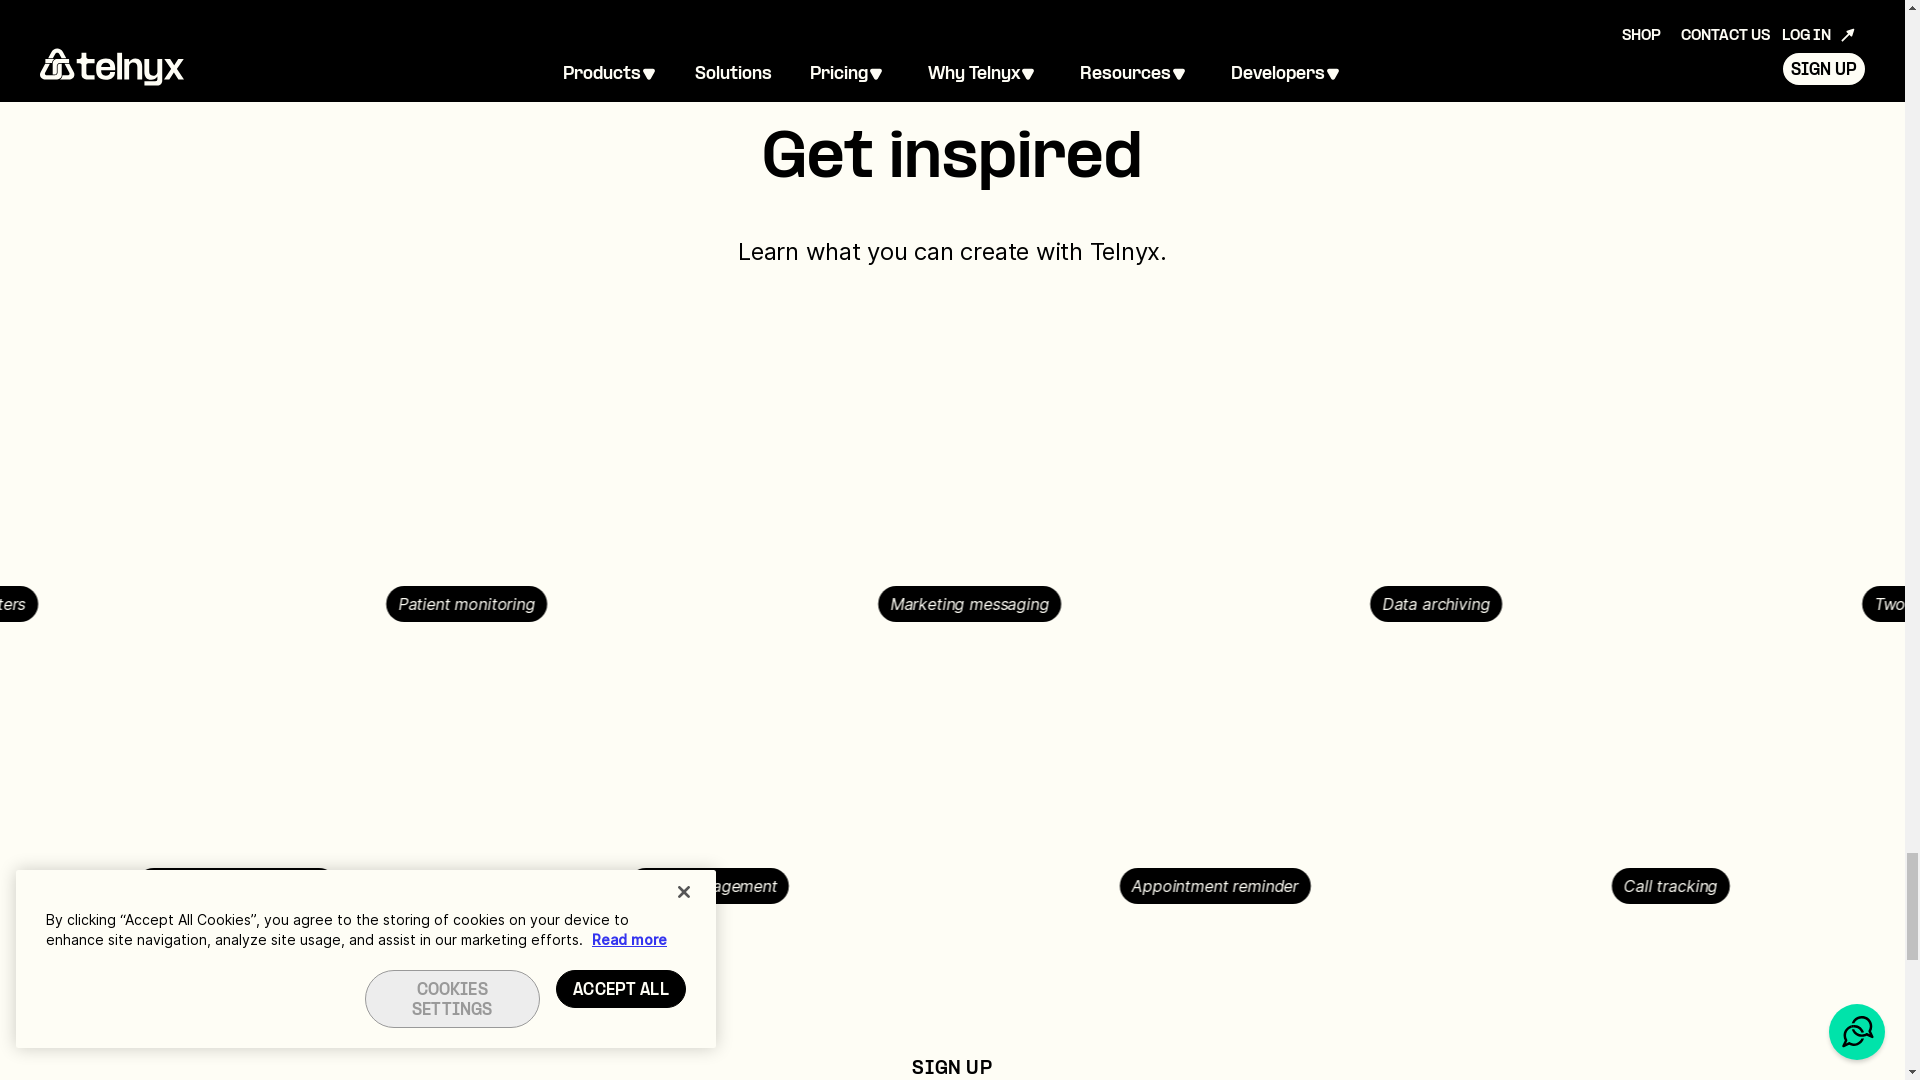 SHOP
CONTACT US
LOG IN
telnyx
Products
Solutions
Pricing
Why Telnyx
Resources
Developers
SIGN UP
Get inspired
Learn what you can create with Telnyx.
Patient monitoring
Marketing messaging
Data archiving
Two
Appointment reminder
Call tracking
By clicking “Accept All Cookies”, you agree to the storing of cookies on your device to
enhance site navigation, analyze site usage, and assist in our marketing efforts. Read more
COOKIES
SETTINGS
ACCEPT ALL
SIGN UP